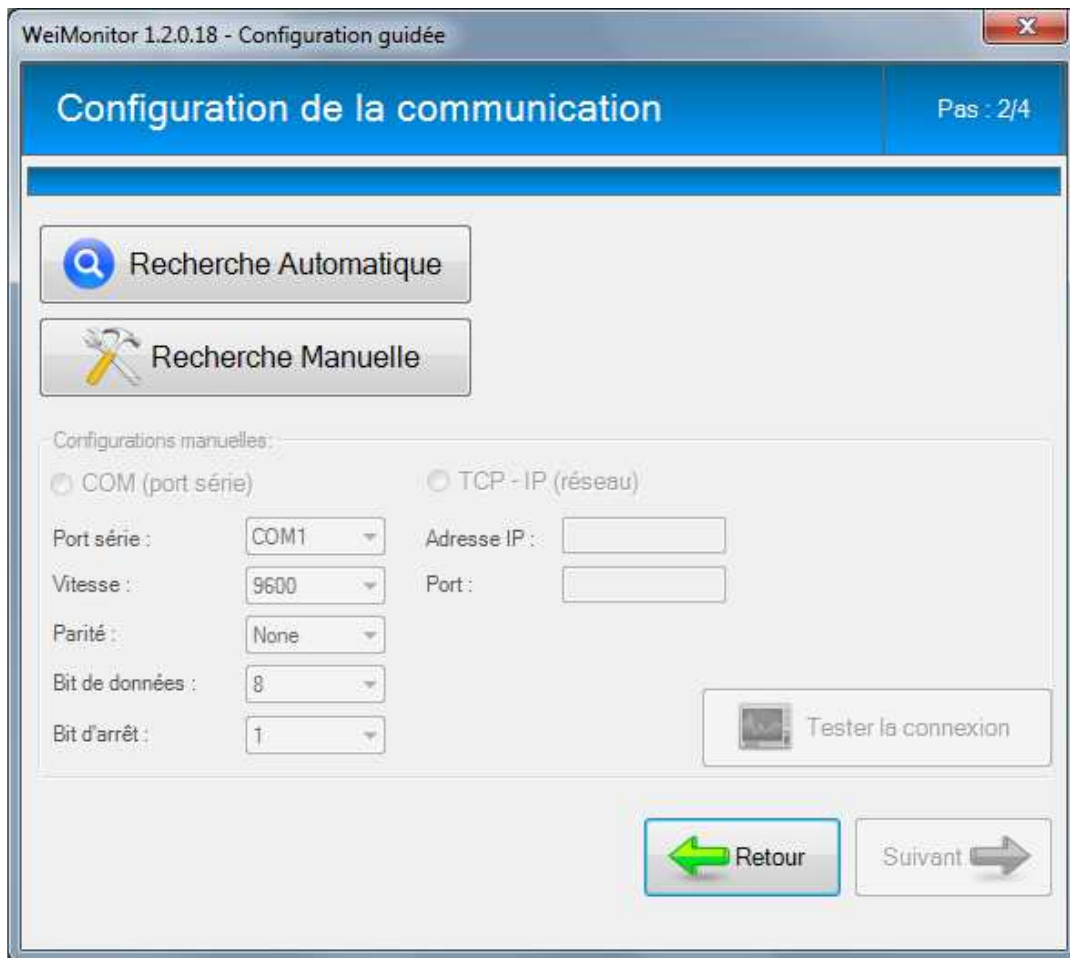 WeiMonitor 1.2.0.18 - Configuration guidée
X
Configuration de la communication
Pas : 2/4
Recherche Automatique
Recherche Manuelle
Configurations manuelles:
COM (port série)
TCP - IP (réseau)
Port série : COM1 Adresse IP :
Vitesse : 9600 Port :
Parité : None
Bit de données : 8
Bit d'arrêt : 1
Tester la connexion
Retour
Suivant